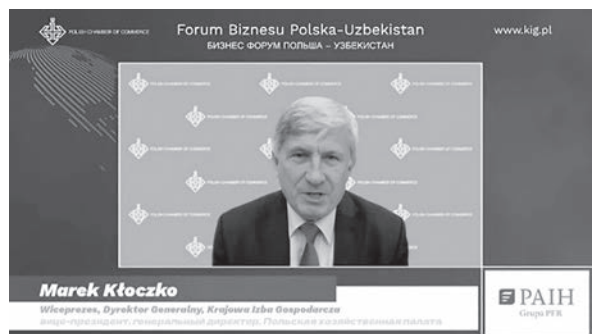 POLISH CHAMBER OF COMMERCE
Forum Biznesu Polska-Uzbekistan
БИЗНЕС ФОРУМ ПОЛЬША – УЗБЕКИСТАН
www.kig.pl
Marek Kłoczko
Wiceprezes, Dyrektor Generalny, Krajowa Izba Gospodarcza
вице-президент, генеральный директор, Польская хозяйственная палата
PAIH
Grupa PFR